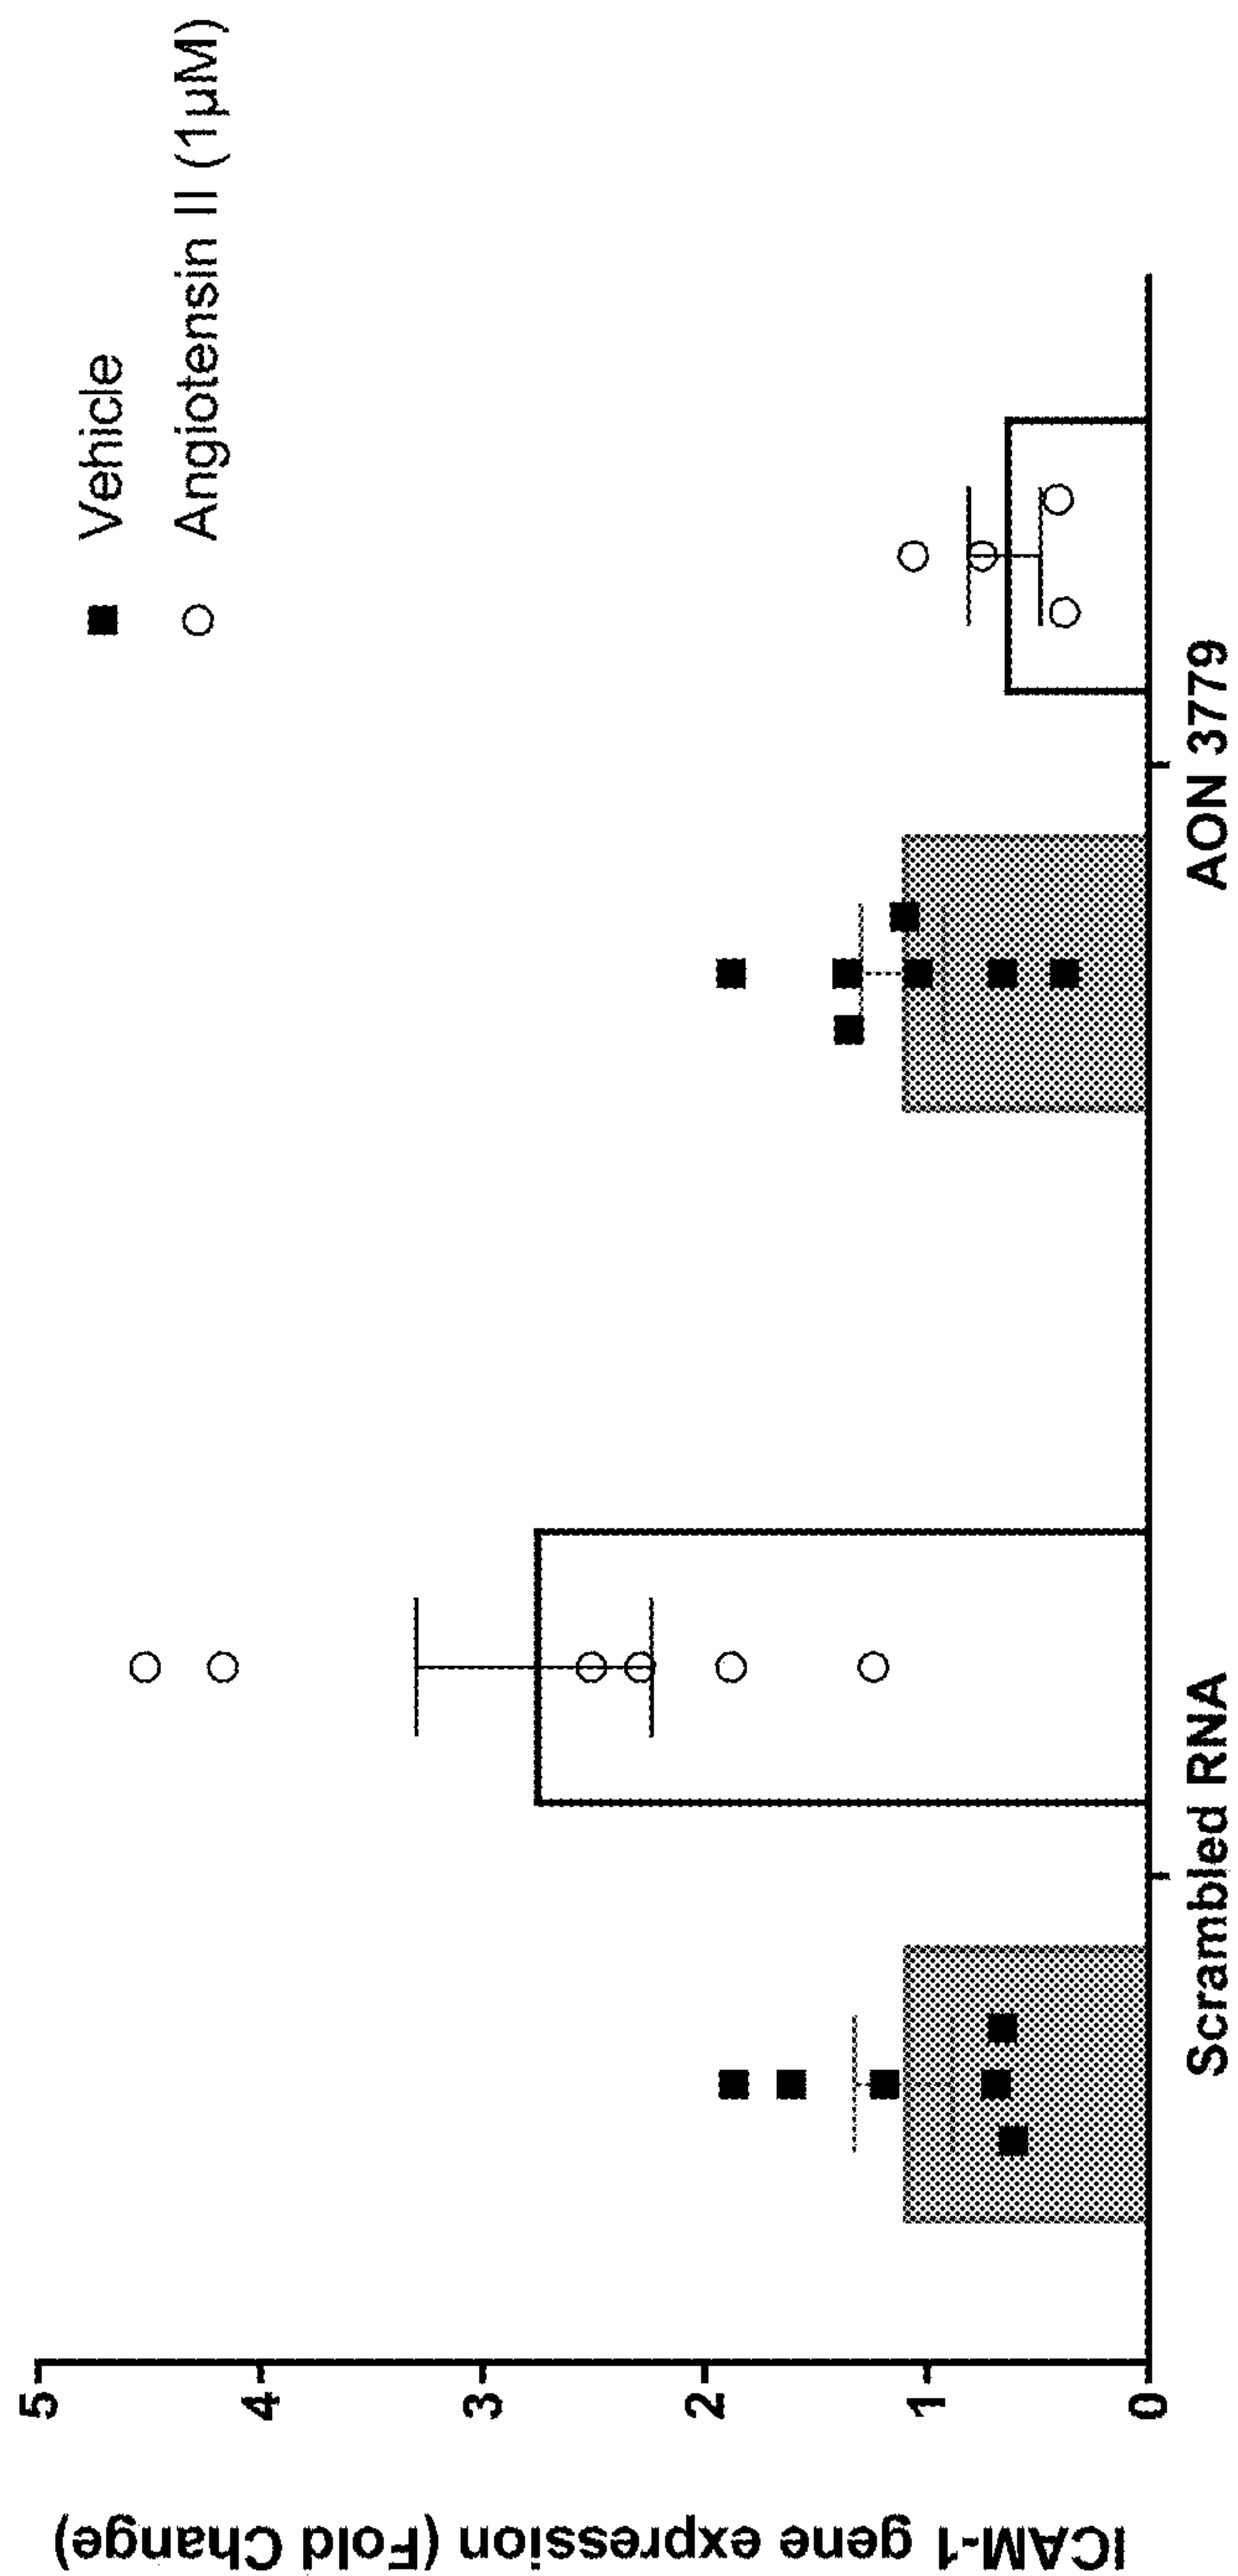 Vehicle
Angiotensin II (1µM)
ICAM-1 gene expression (Fold Change)
5
4
3
2
1
0
Scrambled RNA
AON 3779